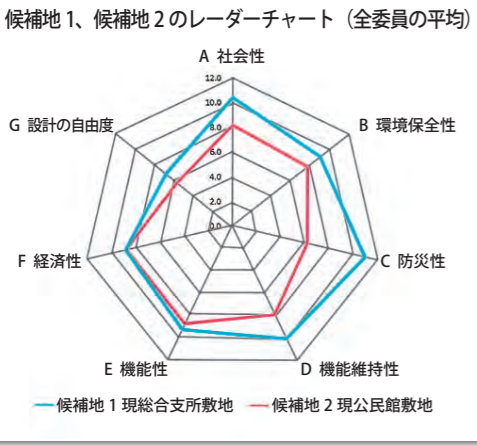 候補地1、候補地2のレーダーチャート（全委員の平均）
A 社会性
12.0
10.0
8.0
6.0
4.0
2.0
0.0
G 設計の自由度
B 環境保全性
F 経済性
C 防災性
E 機能性
D 機能維持性
候補地1現総合支所敷地 候補地2現公民館敷地